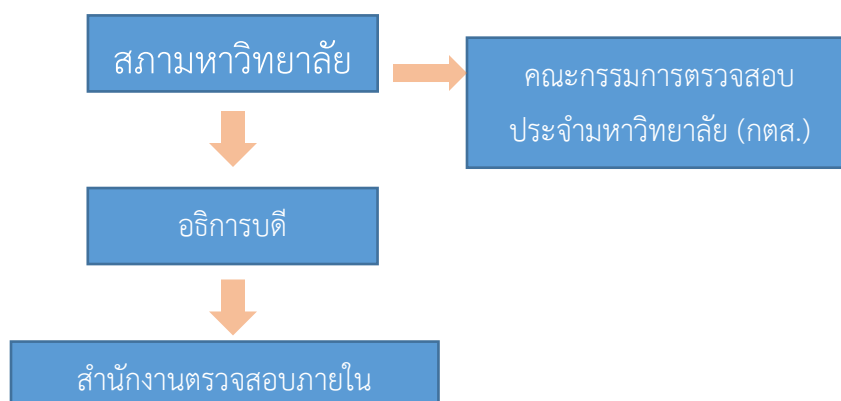 สภามหาวิทยาลัย
คณะกรรมการตรวจสอบ
ประจำมหาวิทยาลัย (กตส.)
อธิการบดี
สำนักงานตรวจสอบภายใน